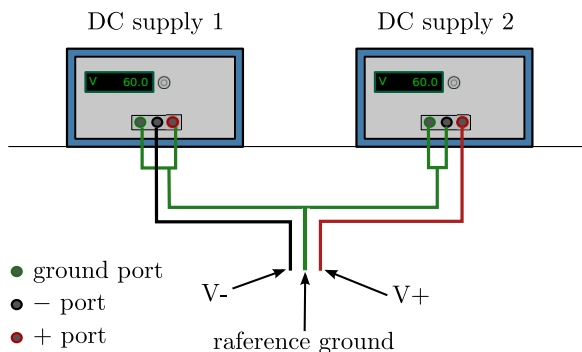 DC supply 1
DC supply 2
V 60.0
V 60.0
ground port
− port
+ port
V-
V+
raference ground